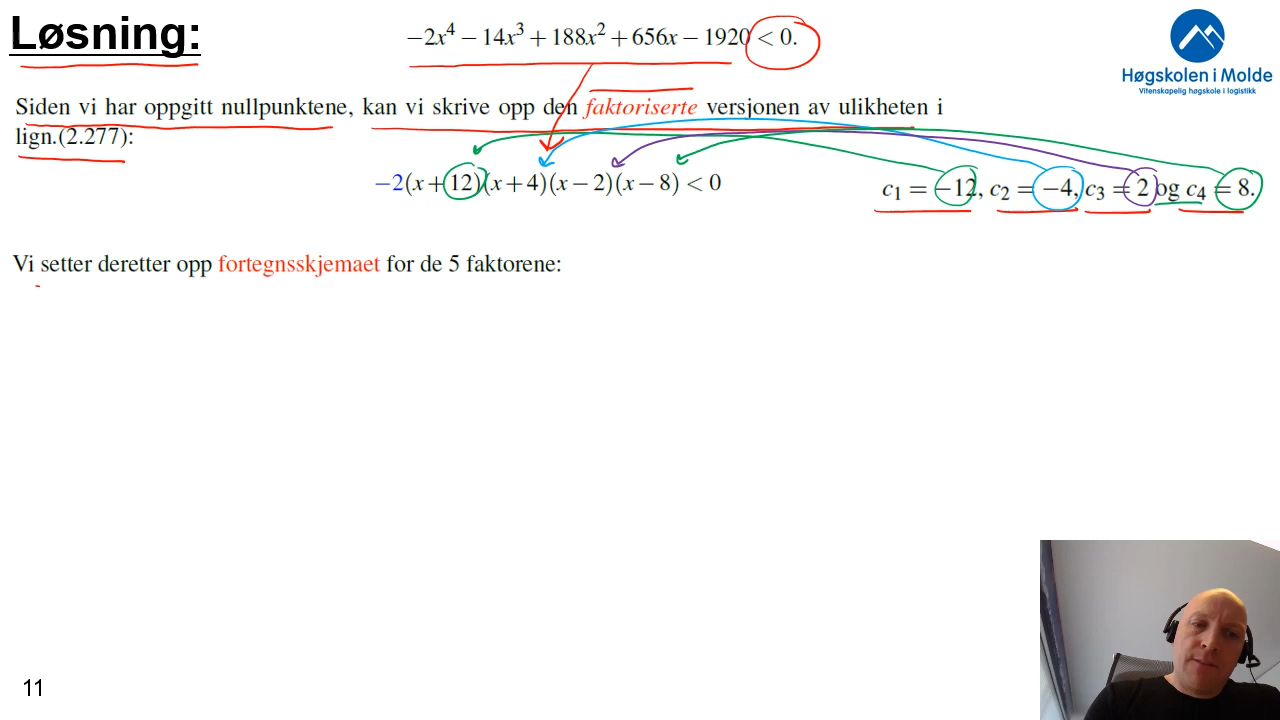 Løsning:
−2x⁴ − 14x³ + 188x² + 656x − 1920 < 0.
Høgskolen i Molde
Vitenskapelig høgskole i logistikk
Siden vi har oppgitt nullpunktene, kan vi skrive opp den faktoriserte versjonen av ulikheten i
lign.(2.277):
−2(x+12)(x+4)(x−2)(x−8) < 0
c₁ = −12, c₂ = −4, c₃ = 2 og c₄ = 8.
Vi setter deretter opp fortegnsskjemaet for de 5 faktorene:
11